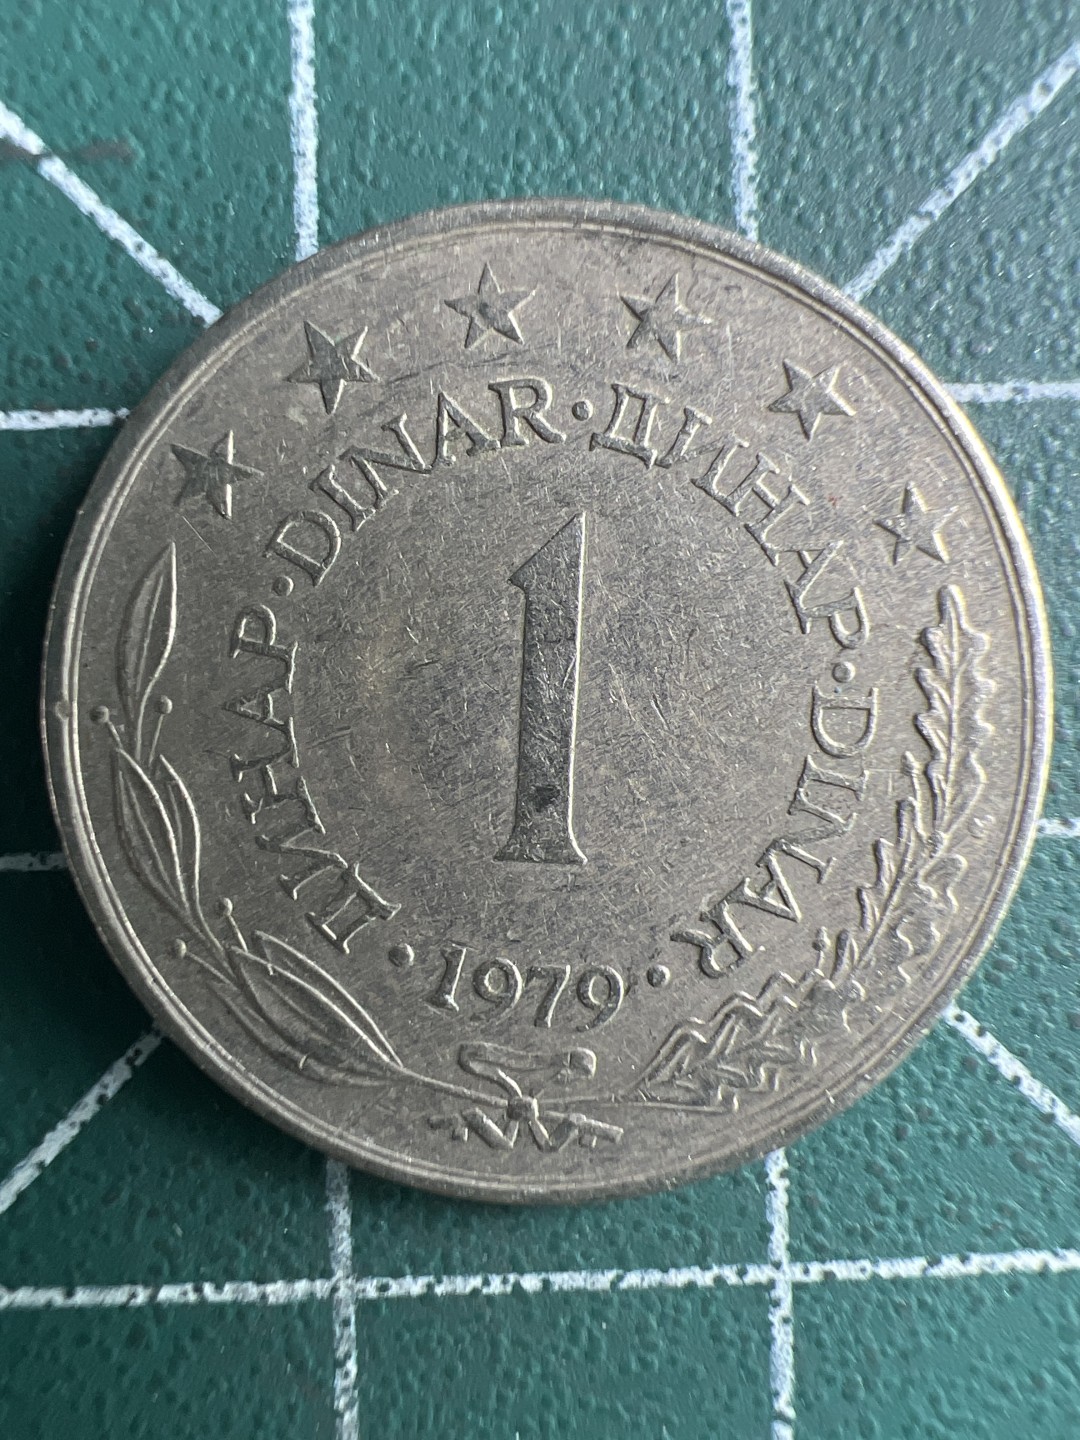 ДИНАР · DINAR · ДИНАР · DINAR
1
· 1979 ·